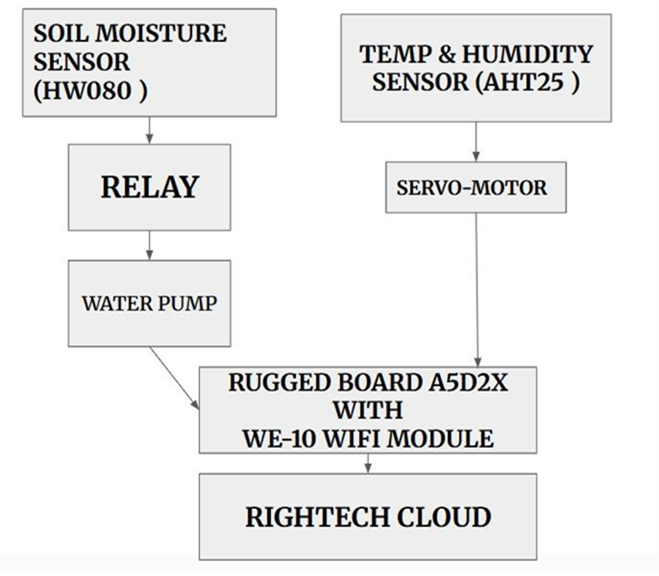 SOIL MOISTURE
SENSOR
(HW080 )
TEMP & HUMIDITY
SENSOR (AHT25 )
RELAY
SERVO-MOTOR
WATER PUMP
RUGGED BOARD A5D2X
WITH
WE-10 WIFI MODULE
RIGHTECH CLOUD